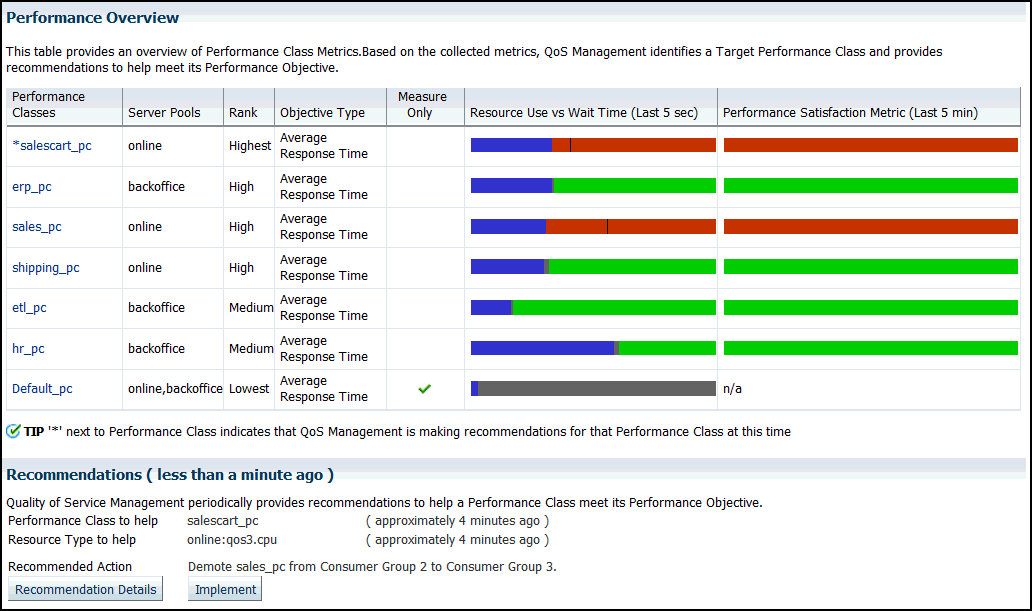 Performance Overview
This table provides an overview of Performance Class Metrics.Based on the collected metrics, QoS Management identifies a Target Performance Class and provides
recommendations to help meet its Performance Objective.
Performance Classes Server Pools Rank Objective Type Measure Only Resource Use vs Wait Time (Last 5 sec) Performance Satisfaction Metric (Last 5 min)
*salescart_pc online Highest Average Response Time
erp_pc backoffice High Average Response Time
sales_pc online High Average Response Time
shipping_pc online High Average Response Time
etl_pc backoffice Medium Average Response Time
hr_pc backoffice Medium Average Response Time
Default_pc online,backoffice Lowest Average Response Time n/a
TIP '*' next to Performance Class indicates that QoS Management is making recommendations for that Performance Class at this time
Recommendations ( less than a minute ago )
Quality of Service Management periodically provides recommendations to help a Performance Class meet its Performance Objective.
Performance Class to help salescart_pc ( approximately 4 minutes ago )
Resource Type to help online:qos3.cpu ( approximately 4 minutes ago )
Recommended Action Demote sales_pc from Consumer Group 2 to Consumer Group 3.
Recommendation Details Implement